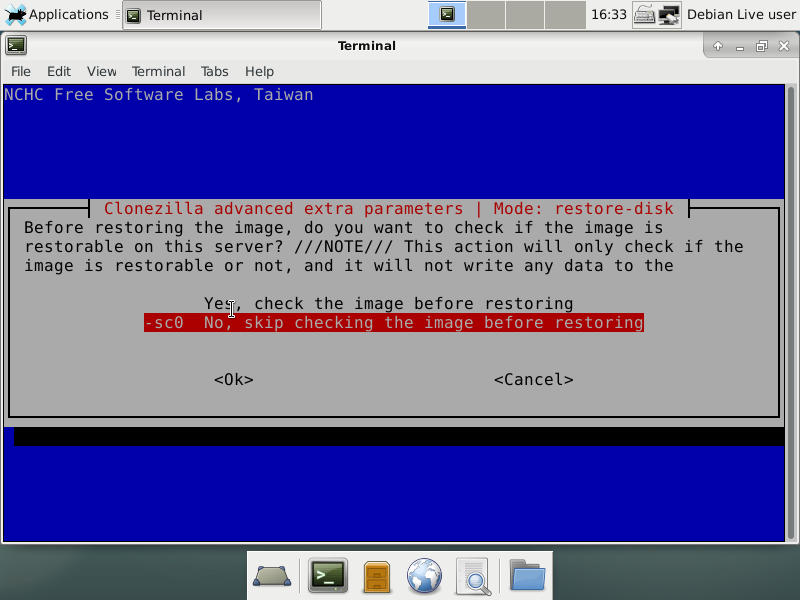 Applications
Terminal
16:33
Debian Live user
Terminal
File Edit View Terminal Tabs Help
NCHC Free Software Labs, Taiwan
Clonezilla advanced extra parameters | Mode: restore-disk
Before restoring the image, do you want to check if the image is
restorable on this server? ///NOTE/// This action will only check if the
image is restorable or not, and it will not write any data to the
Yes, check the image before restoring
-sc0 No, skip checking the image before restoring
<Ok> <Cancel>